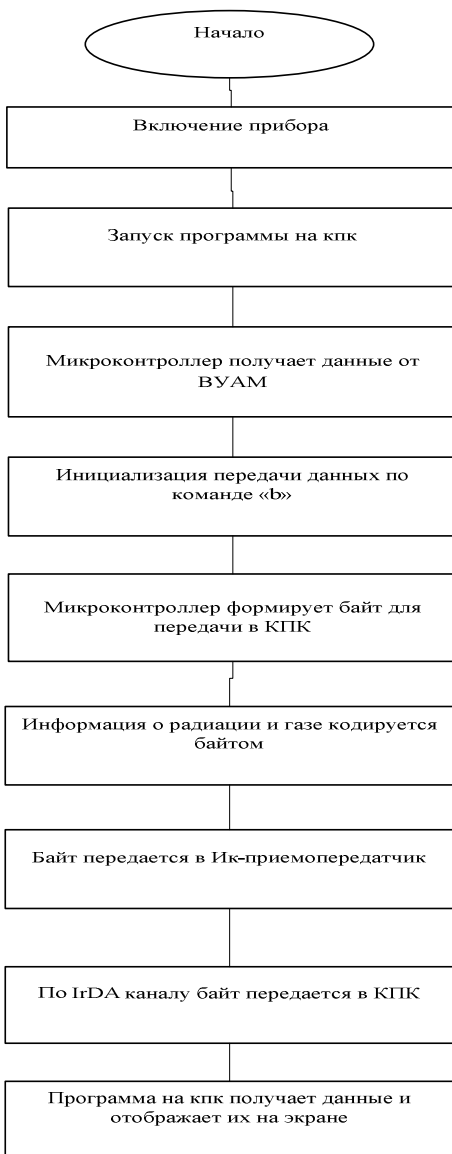 Начало
Включение прибора
Запуск программы на кпк
Микроконтроллер получает данные от
ВУАМ
Инициализация передачи данных по
команде «b»
Микроконтроллер формирует байт для
передачи в КПК
Информация о радиации и газе кодируется
байтом
Байт передается в Ик-приемопередатчик
По IrDA каналу байт передается в КПК
Программа на кпк получает данные и
отображает их на экране